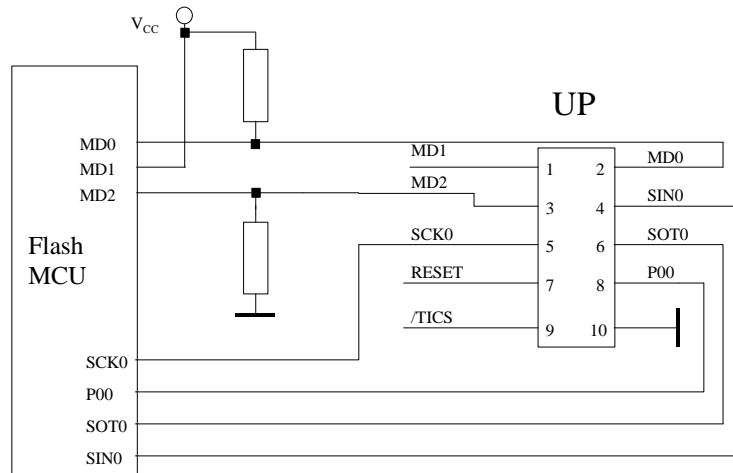 VCC
UP
MD0
MD1
MD2
Flash
MCU
SCK0
P00
SOT0
SIN0
MD1
MD2
SCK0
RESET
/TICS
1 2
3 4
5 6
7 8
9 10
MD0
SIN0
SOT0
P00